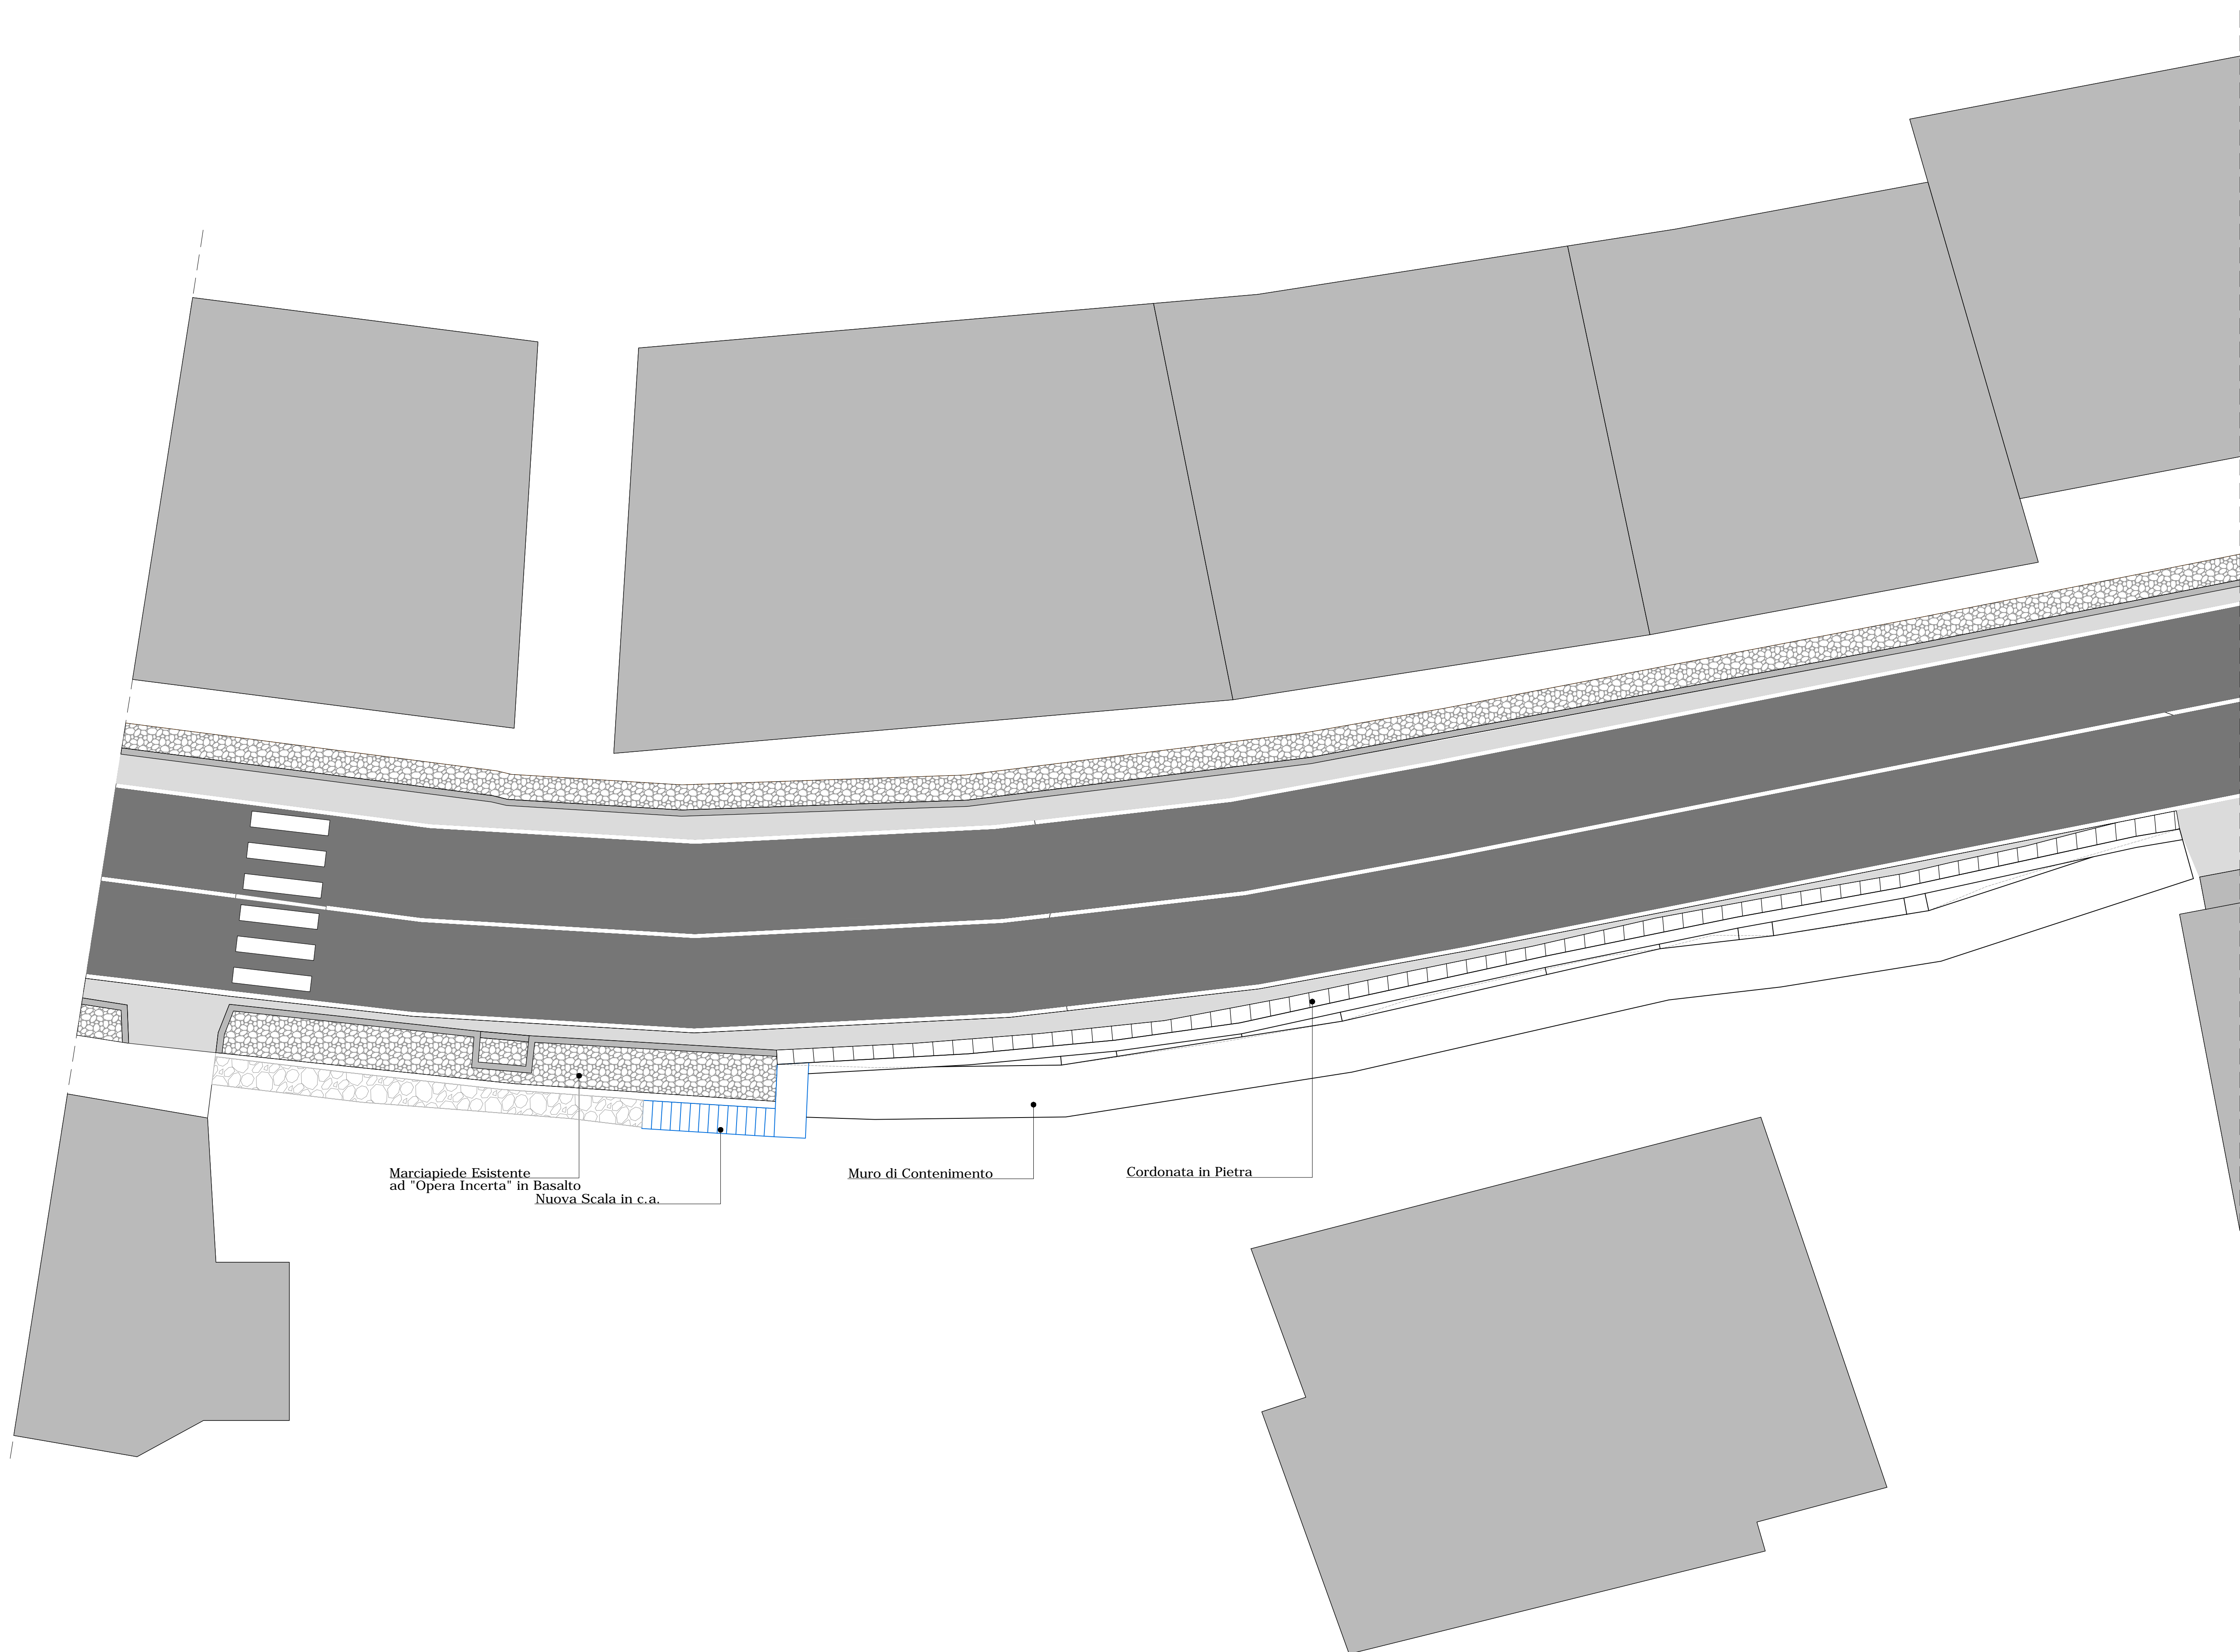 Marciapiede Esistente
ad "Opera Incerta" in Basalto
Nuova Scala in c.a.
Muro di Contenimento
Cordonata in Pietra